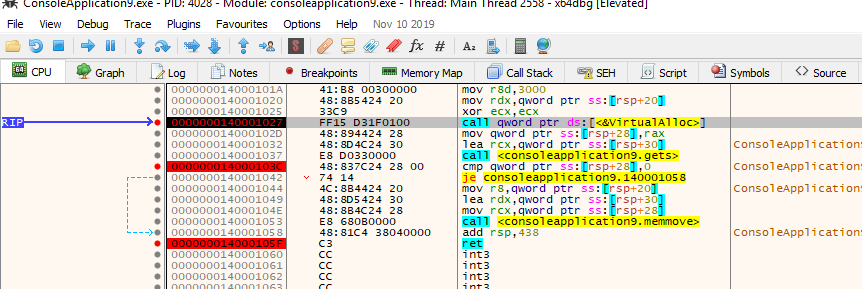 ConsoleApplication9.exe - PID: 4028 - Module: consoleapplication9.exe - Thread: Main Thread 2558 - x64dbg [Elevated]
File View Debug Trace Plugins Favourites Options Help Nov 10 2019
CPU Graph Log Notes Breakpoints Memory Map Call Stack SEH Script Symbols Source
000000014000101A 41:B8 00300000 mov r8d,3000
0000000140001020 48:8B5424 20 mov rdx,qword ptr ss:[rsp+20]
0000000140001025 33C9 xor ecx,ecx
RIP 0000000140001027 FF15 D31F0100 call qword ptr ds:[<&VirtualAlloc>]
000000014000102D 48:894424 28 mov qword ptr ss:[rsp+28],rax
0000000140001032 48:8D4C24 30 lea rcx,qword ptr ss:[rsp+30] ConsoleApplication9
0000000140001037 E8 D0330000 call <consoleapplication9.gets>
000000014000103C 48:837C24 28 00 cmp qword ptr ss:[rsp+28],0 ConsoleApplication9
0000000140001042 74 14 je consoleapplication9.140001058
0000000140001044 4C:8B4424 20 mov r8,qword ptr ss:[rsp+20] ConsoleApplication9
0000000140001049 48:8D5424 30 lea rdx,qword ptr ss:[rsp+30]
000000014000104E 48:8B4C24 28 mov rcx,qword ptr ss:[rsp+28]
0000000140001053 E8 680B0000 call <consoleapplication9.memmove>
0000000140001058 48:81C4 38040000 add rsp,438 ConsoleApplication9
000000014000105F C3 ret
0000000140001060 CC int3
0000000140001061 CC int3
0000000140001062 CC int3